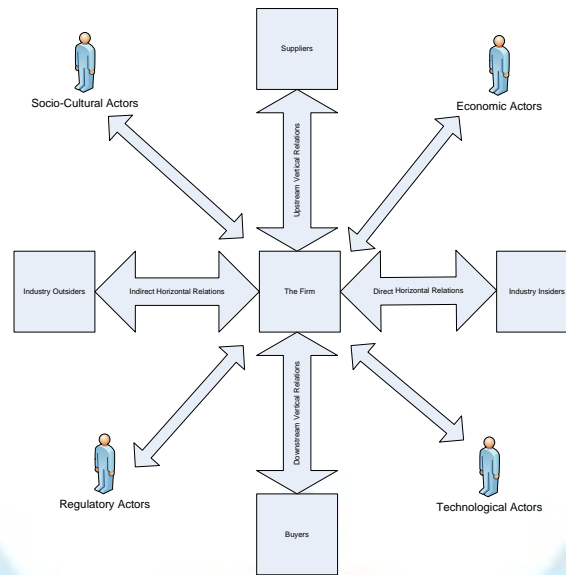 Suppliers
Socio-Cultural Actors
Economic Actors
Upstream Vertical Relations
Industry Outsiders
Indirect Horizontal Relations
The Firm
Direct Horizontal Relations
Industry Insiders
Downstream Vertical Relations
Regulatory Actors
Technological Actors
Buyers